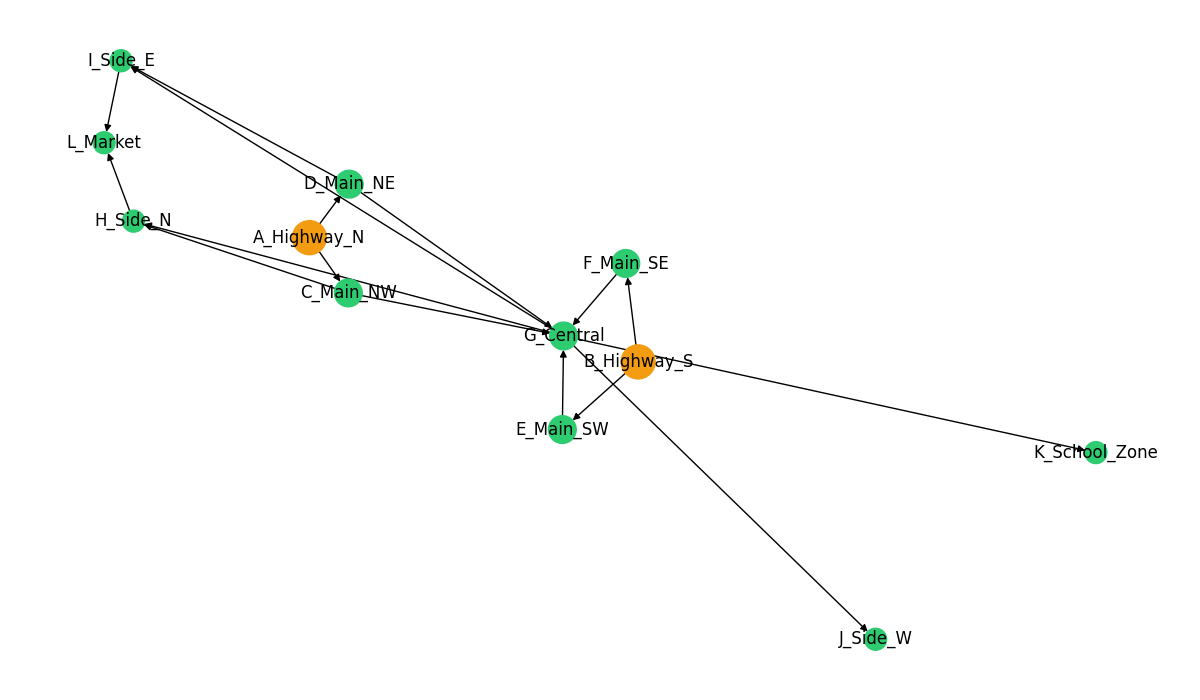 I_Side_E
L_Market
D_Main_NE
H_Side_N
A_Highway_N
F_Main_SE
C_Main_NW
G_Central
B_Highway_S
E_Main_SW
K_School_Zone
J_Side_W